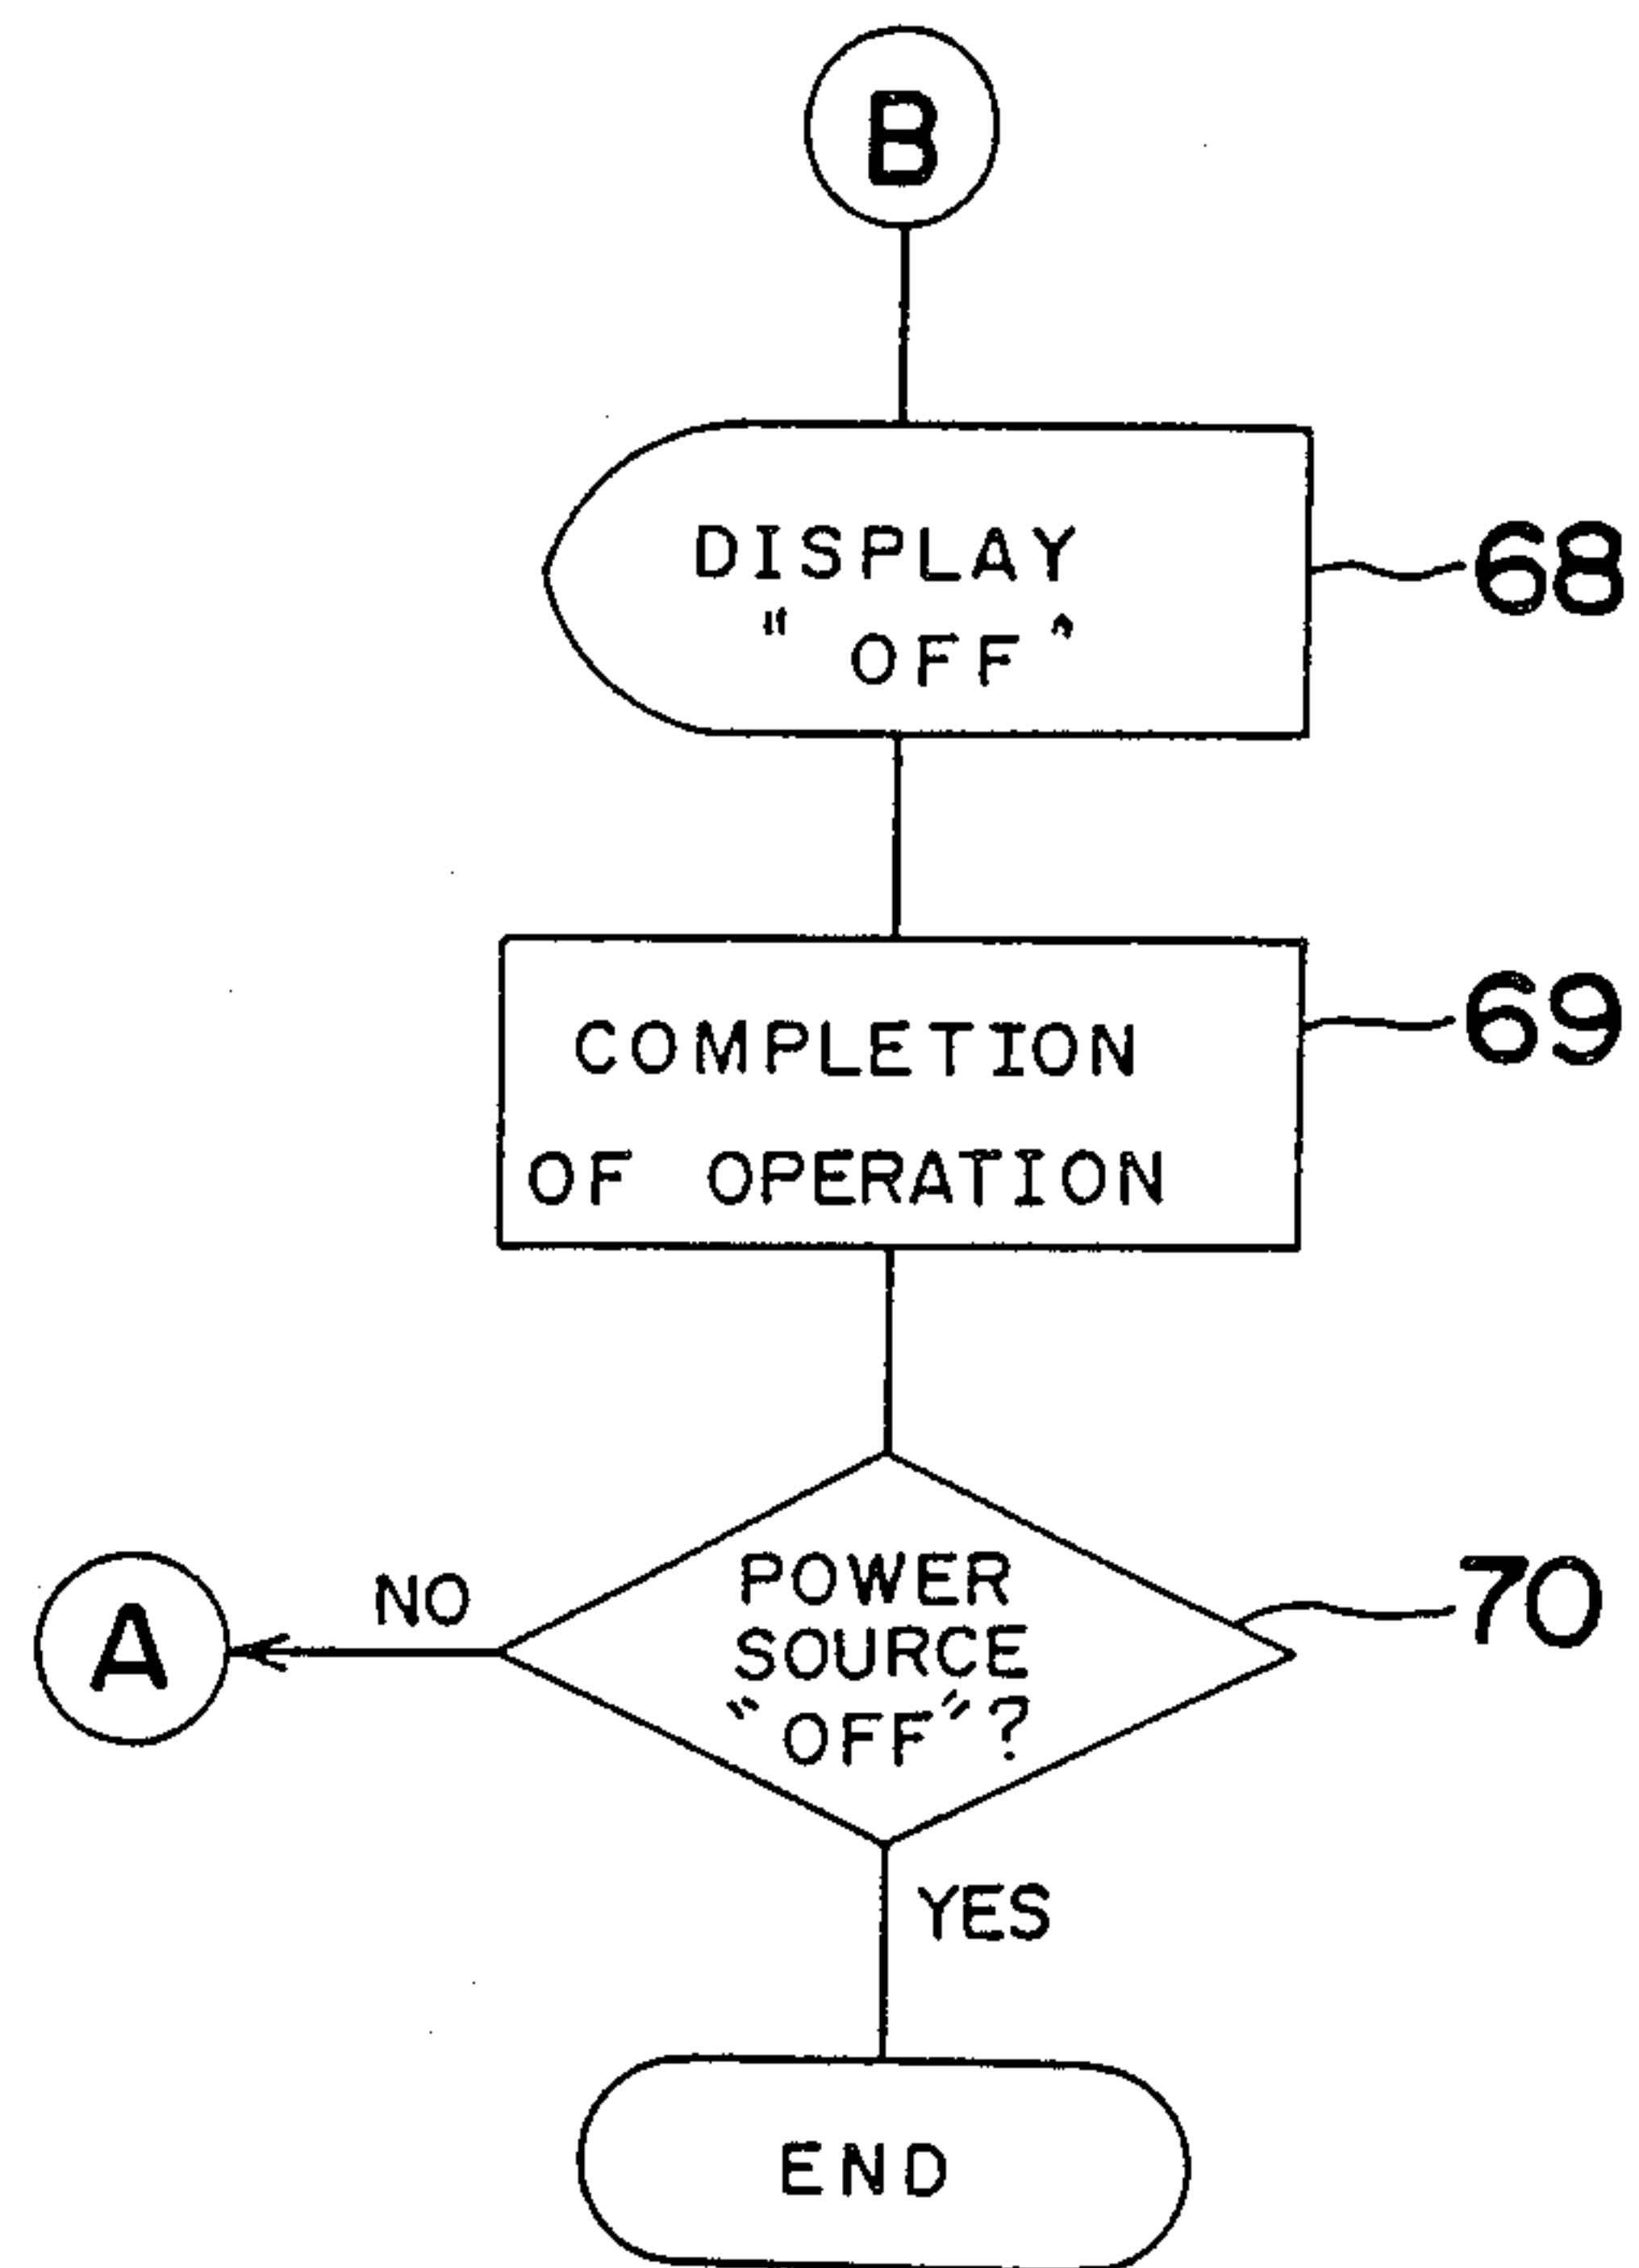 B
DISPLAY
"OFF"
68
COMPLETION
OF OPERATION
69
POWER
SOURCE
"OFF"?
70
NO
A
YES
END